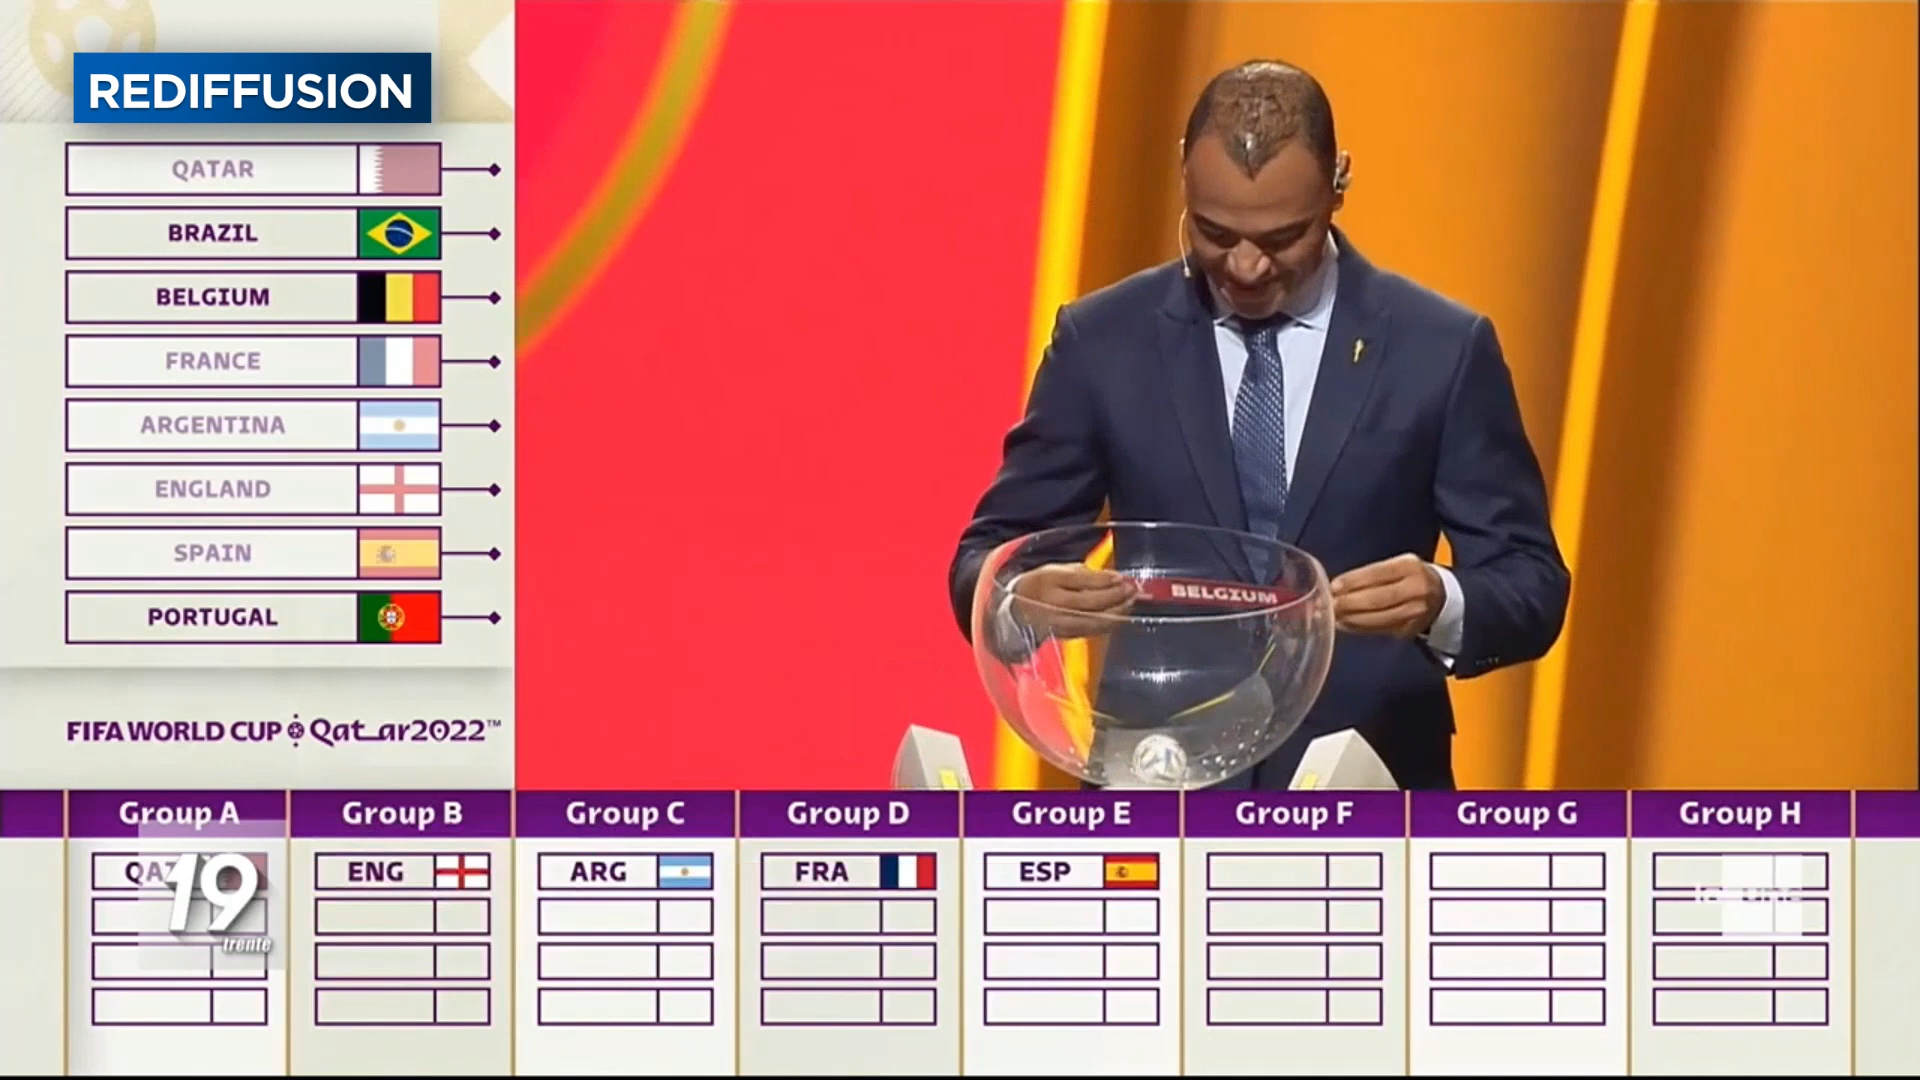 REDIFFUSION
QATAR
BRAZIL
BELGIUM
FRANCE
ARGENTINA
ENGLAND
SPAIN
PORTUGAL
FIFA WORLD CUP Qatar2022™
BELGIUM
Group A
Group B
Group C
Group D
Group E
Group F
Group G
Group H
ENG
ARG
FRA
ESP
19
trente